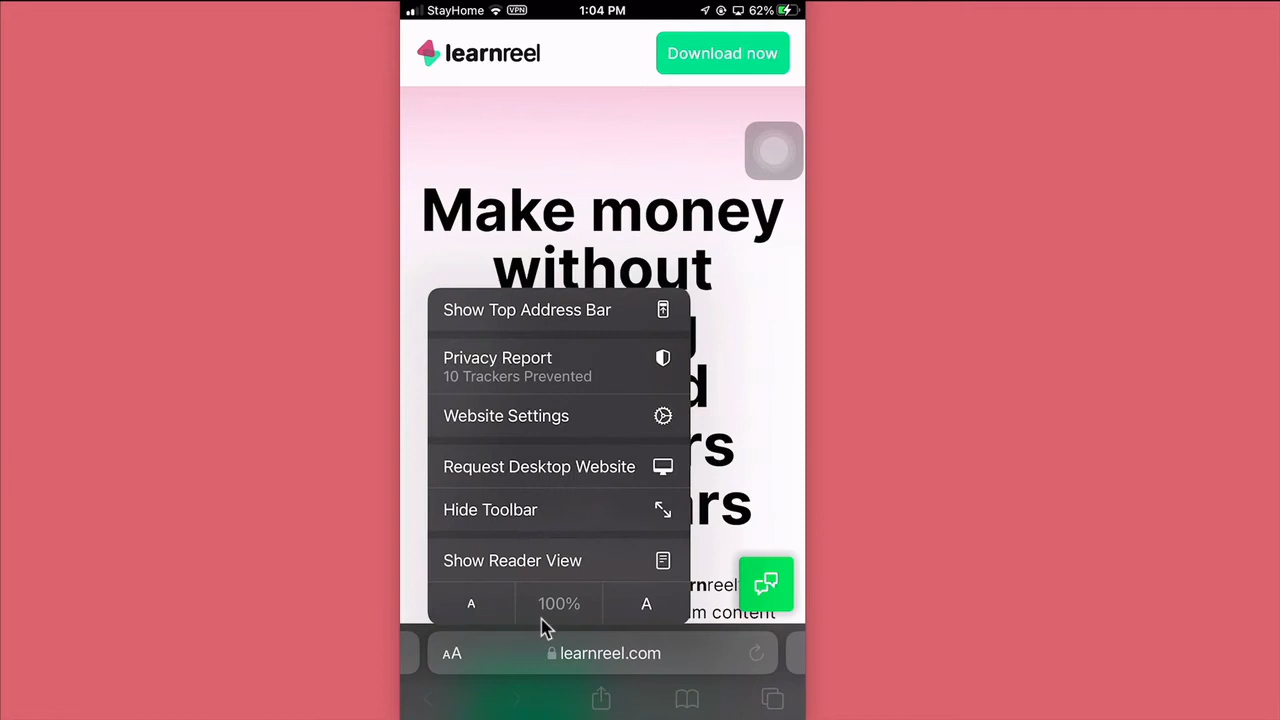 StayHome VPN 1:04 PM 62%
learnreel Download now
Make money
without
Show Top Address Bar
Privacy Report
10 Trackers Prevented
Website Settings
Request Desktop Website
Hide Toolbar
Show Reader View
A 100% A
AA learnreel.com